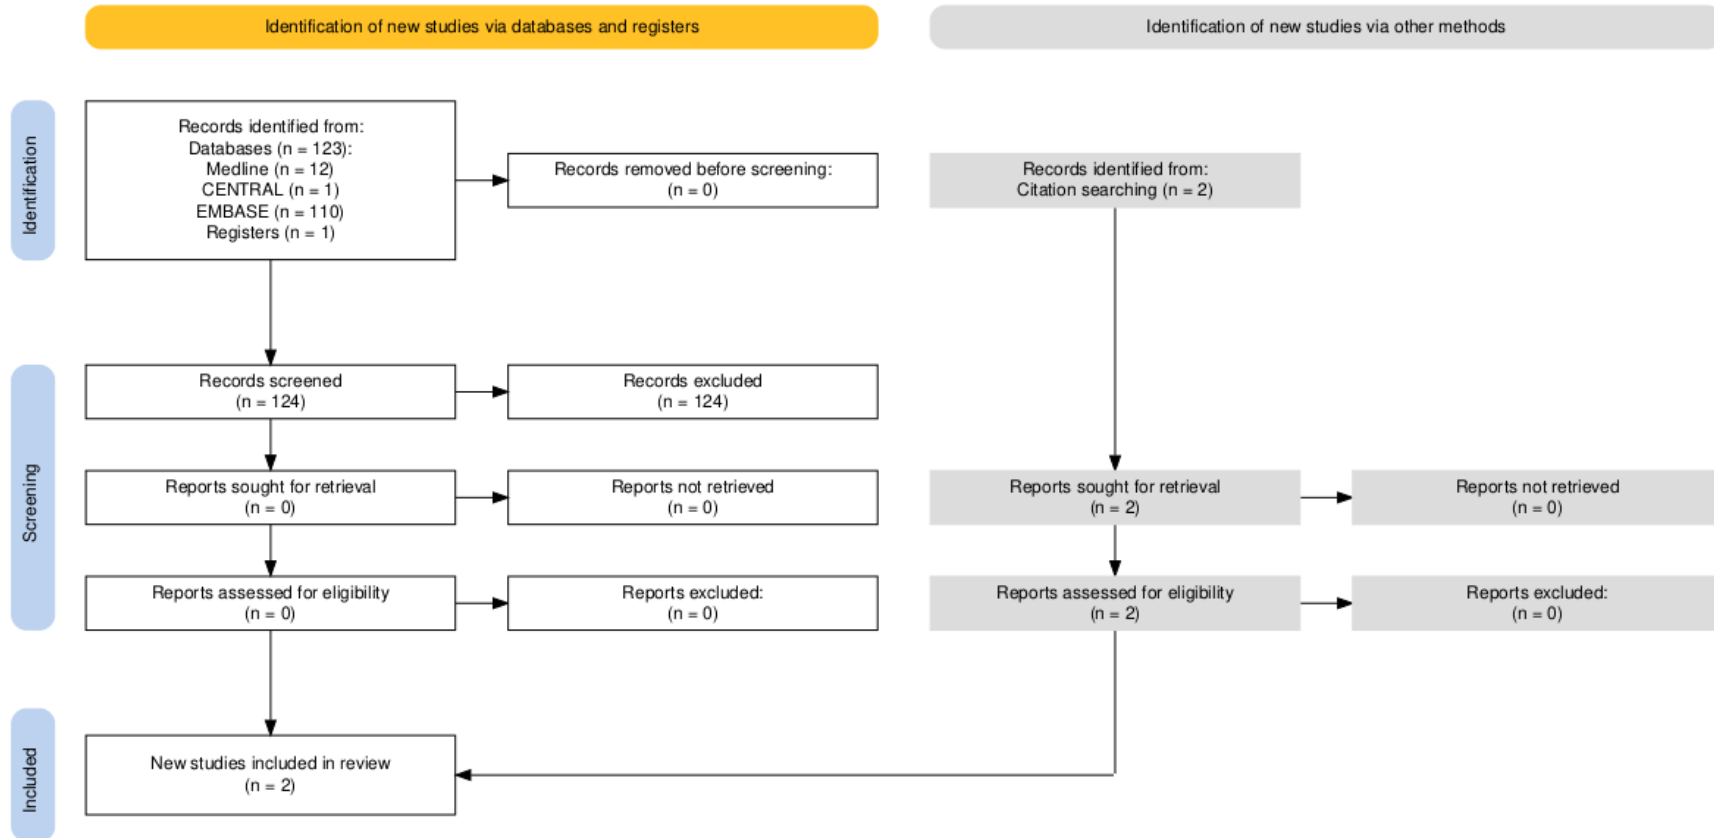 Identification of new studies via databases and registers
Identification of new studies via other methods
Identification
Records identified from:
Databases (n = 123):
Medline (n = 12)
CENTRAL (n = 1)
EMBASE (n = 110)
Registers (n = 1)
Records removed before screening:
(n = 0)
Records identified from:
Citation searching (n = 2)
Screening
Records screened
(n = 124)
Records excluded
(n = 124)
Reports sought for retrieval
(n = 0)
Reports not retrieved
(n = 0)
Reports sought for retrieval
(n = 2)
Reports not retrieved
(n = 0)
Reports assessed for eligibility
(n = 0)
Reports excluded:
(n = 0)
Reports assessed for eligibility
(n = 2)
Reports excluded:
(n = 0)
Included
New studies included in review
(n = 2)